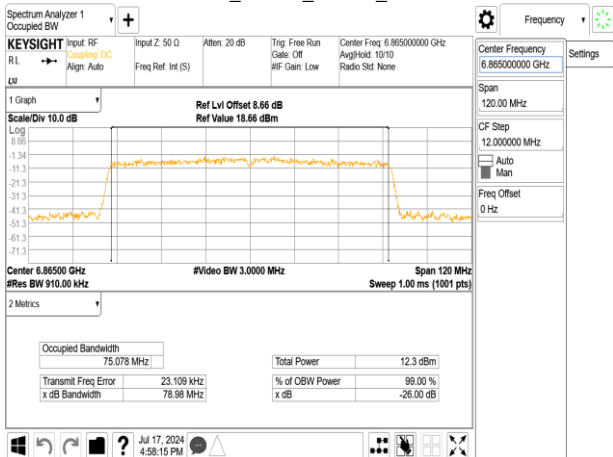 Spectrum Analyzer 1
Occupied BW
+
Frequency
KEYSIGHT Input: RF Input Z: 50 Ω Atten: 20 dB Trig: Free Run Center Freq: 6.865000000 GHz
RL Coupling: DC Gate: Off Avg|Hold: 10/10
Align: Auto Freq Ref: Int (S) #IF Gain: Low Radio Std: None
LXI
Center Frequency
6.865000000 GHz
Settings
Span
120.00 MHz
CF Step
12.000000 MHz
Auto
Man
Freq Offset
0 Hz
1 Graph
Ref Lvl Offset 8.66 dB
Scale/Div 10.0 dB Ref Value 18.66 dBm
Log
8.66
-1.34
-11.3
-21.3
-31.3
-41.3
-51.3
-61.3
-71.3
Center 6.86500 GHz #Video BW 3.0000 MHz Span 120 MHz
#Res BW 910.00 kHz Sweep 1.00 ms (1001 pts)
2 Metrics
Occupied Bandwidth
75.078 MHz Total Power 12.3 dBm
Transmit Freq Error 23.109 kHz % of OBW Power 99.00 %
x dB Bandwidth 78.98 MHz x dB -26.00 dB
? Jul 17, 2024
4:58:15 PM